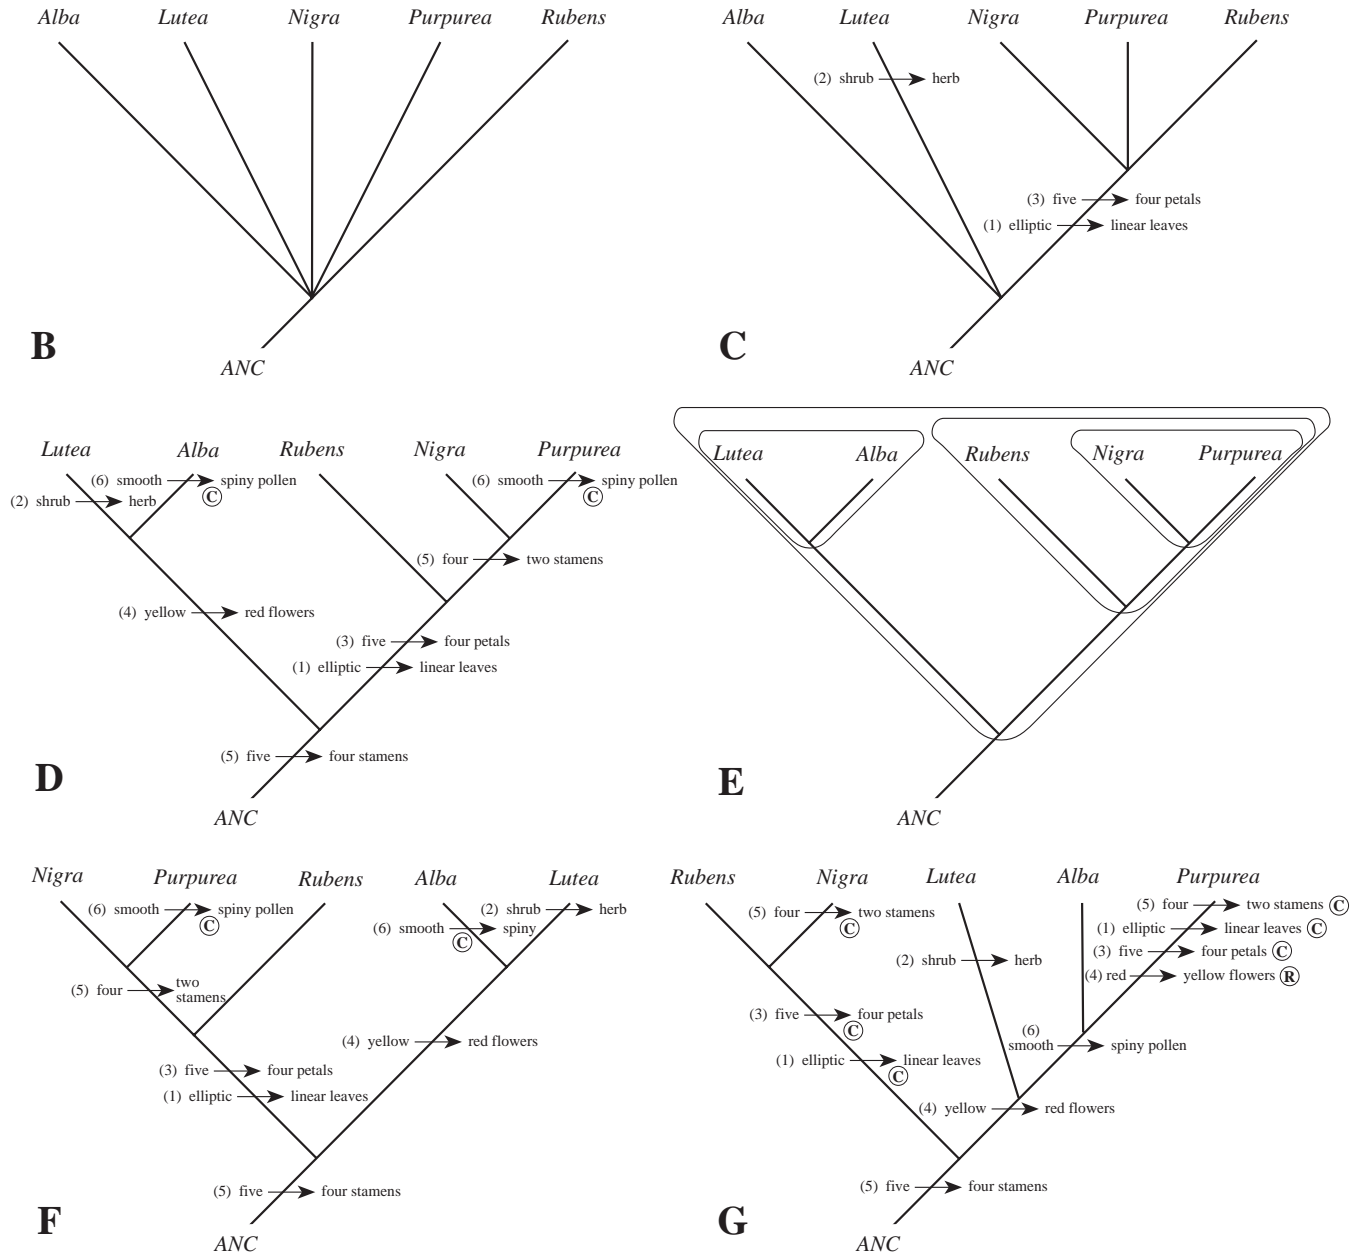 Alba Lutea Nigra Purpurea Rubens
B
ANC
Alba Lutea Nigra Purpurea Rubens
(2) shrub herb
(3) five four petals
(1) elliptic linear leaves
C
ANC
Lutea Alba Rubens Nigra Purpurea
(6) smooth spiny pollen
C
(6) smooth spiny pollen
C
(2) shrub herb
(5) four two stamens
(4) yellow red flowers
(3) five four petals
(1) elliptic linear leaves
(5) five four stamens
D
ANC
Lutea Alba Rubens Nigra Purpurea
E
ANC
Nigra Purpurea Rubens Alba Lutea
(6) smooth spiny pollen
C
(2) shrub herb
(6) smooth spiny
C
(5) four two
stamens
(4) yellow red flowers
(3) five four petals
(1) elliptic linear leaves
(5) five four stamens
F
ANC
Rubens Nigra Lutea Alba Purpurea
(5) four two stamens C
(5) four two stamens
C
(1) elliptic linear leaves C
(3) five four petals C
(2) shrub herb
(4) red yellow flowers R
(3) five four petals
C
(6)
smooth spiny pollen
(1) elliptic linear leaves
C
(4) yellow red flowers
(5) five four stamens
G
ANC